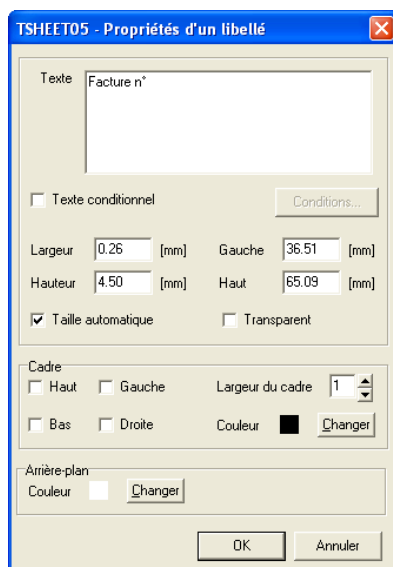 TSHEET05 - Propriétés d'un libellé
Texte
Facture n°
Texte conditionnel
Conditions...
Largeur 0.26 [mm] Gauche 36.51 [mm]
Hauteur 4.50 [mm] Haut 65.09 [mm]
Taille automatique Transparent
Cadre
Haut Gauche Largeur du cadre 1
Bas Droite Couleur Changer
Arrière-plan
Couleur Changer
OK Annuler